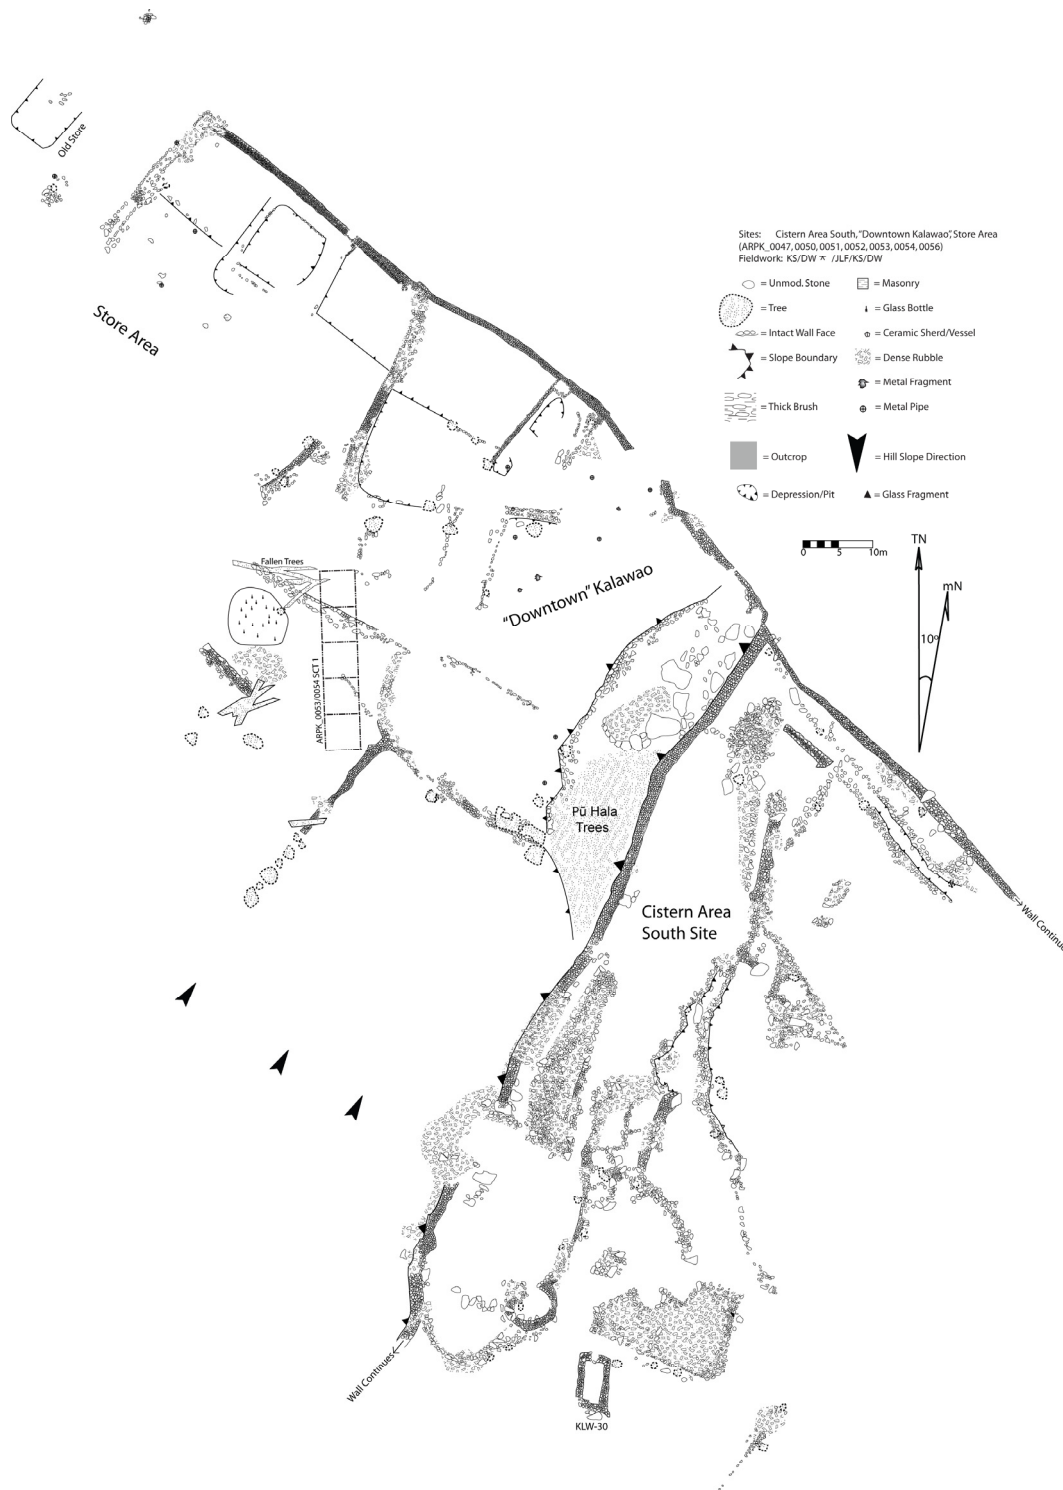 Old Store
Store Area
Sites: Cistern Area South, "Downtown Kalawao", Store Area
(ARPK_0047, 0050, 0051, 0052, 0053, 0054, 0056)
Fieldwork: KS/DW /JLF/KS/DW
= Unmod. Stone
= Masonry
= Tree
= Glass Bottle
= Intact Wall Face
= Ceramic Sherd/Vessel
= Slope Boundary
= Dense Rubble
= Metal Fragment
= Thick Brush
= Metal Pipe
= Outcrop
= Hill Slope Direction
= Depression/Pit
= Glass Fragment
0 5 10m
TN
mN
10º
Fallen Trees
"Downtown" Kalawao
ARPK_0053/0054 SCT 1
Pū Hala
Trees
Cistern Area
South Site
Wall Continues
Wall Continues
KLW-30